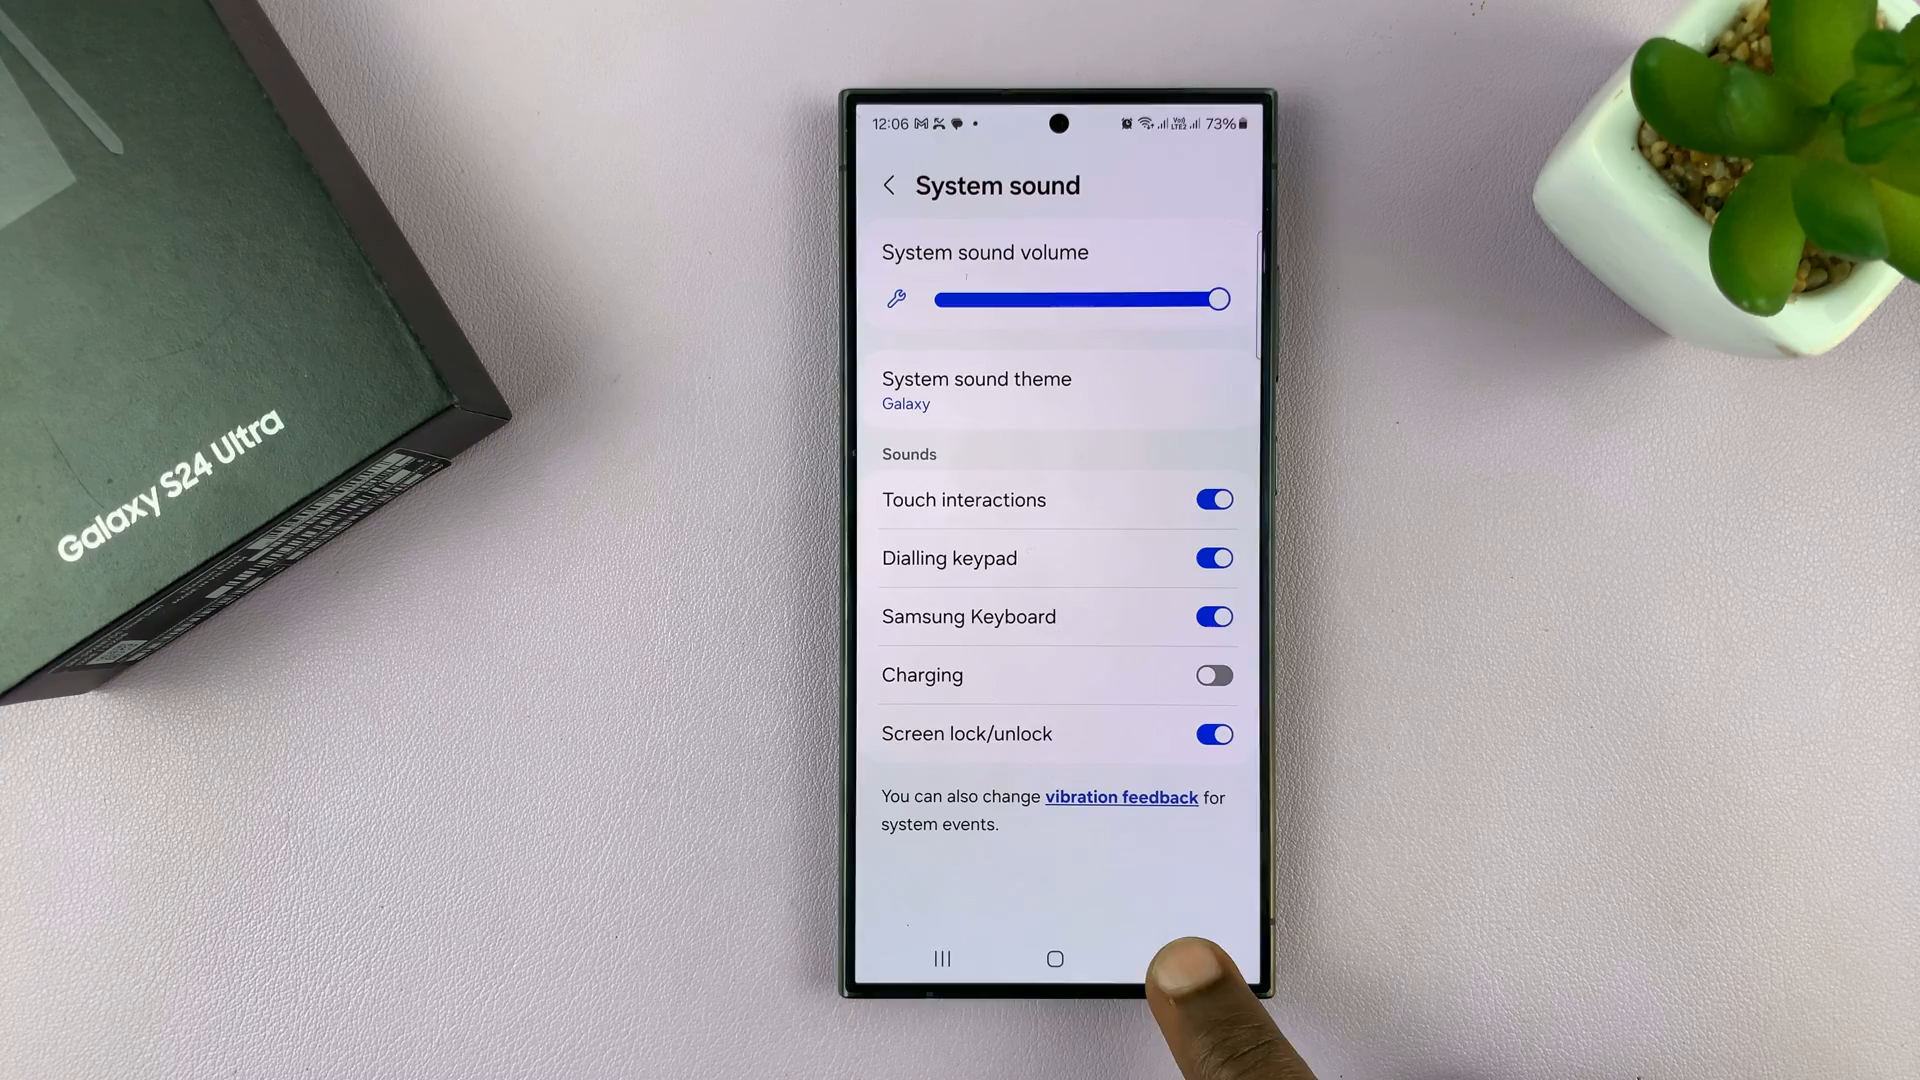 Galaxy S24 Ultra
12:06
73%
System sound
System sound volume
System sound theme
Galaxy
Sounds
Touch interactions
Dialling keypad
Samsung Keyboard
Charging
Screen lock/unlock
You can also change vibration feedback for
system events.